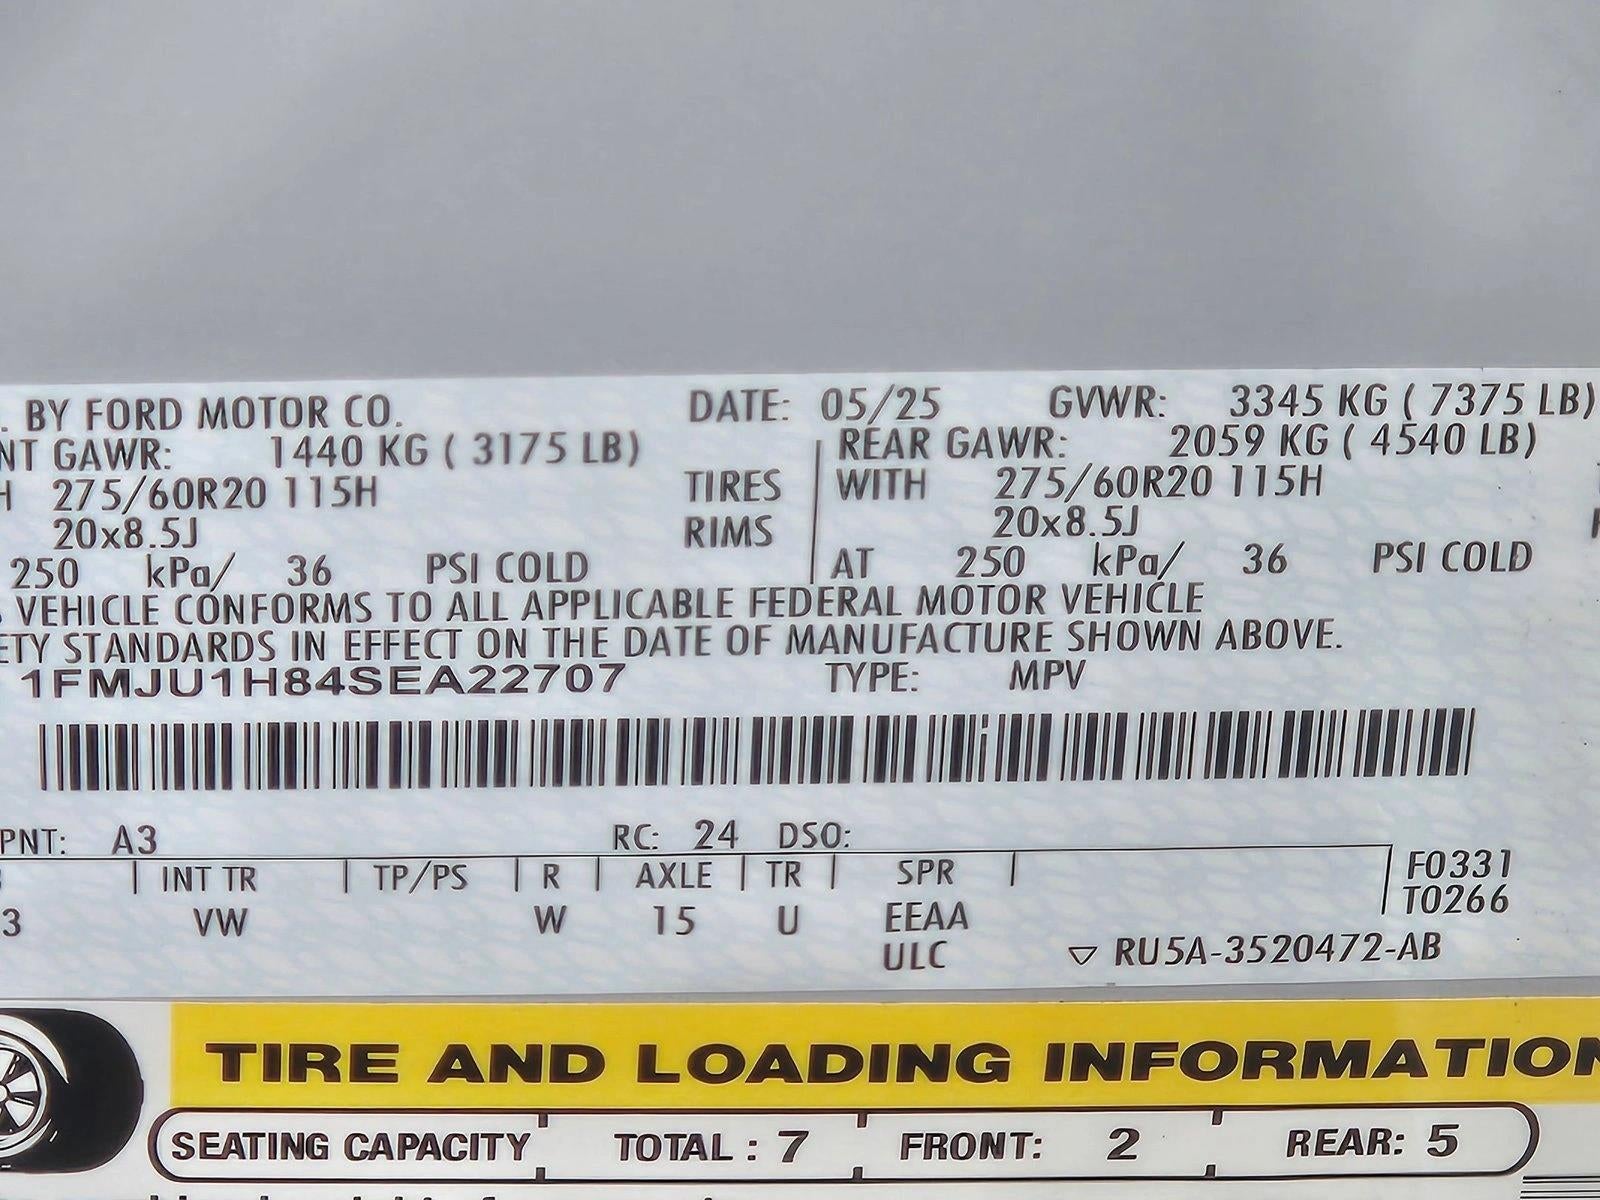 . BY FORD MOTOR CO. DATE: 05/25 GVWR: 3345 KG ( 7375 LB)
NT GAWR: 1440 KG ( 3175 LB) REAR GAWR: 2059 KG ( 4540 LB)
H 275/60R20 115H TIRES WITH 275/60R20 115H
20x8.5J RIMS 20x8.5J
250 kPa/ 36 PSI COLD AT 250 kPa/ 36 PSI COLD
VEHICLE CONFORMS TO ALL APPLICABLE FEDERAL MOTOR VEHICLE
ETY STANDARDS IN EFFECT ON THE DATE OF MANUFACTURE SHOWN ABOVE.
1FMJU1H84SEA22707 TYPE: MPV
PNT: A3 RC: 24 DSO:
INT TR TP/PS R AXLE TR SPR F0331
T0266
3 VW W 15 U EEAA
ULC ▽ RU5A-3520472-AB
TIRE AND LOADING INFORMATION
SEATING CAPACITY TOTAL : 7 FRONT: 2 REAR: 5